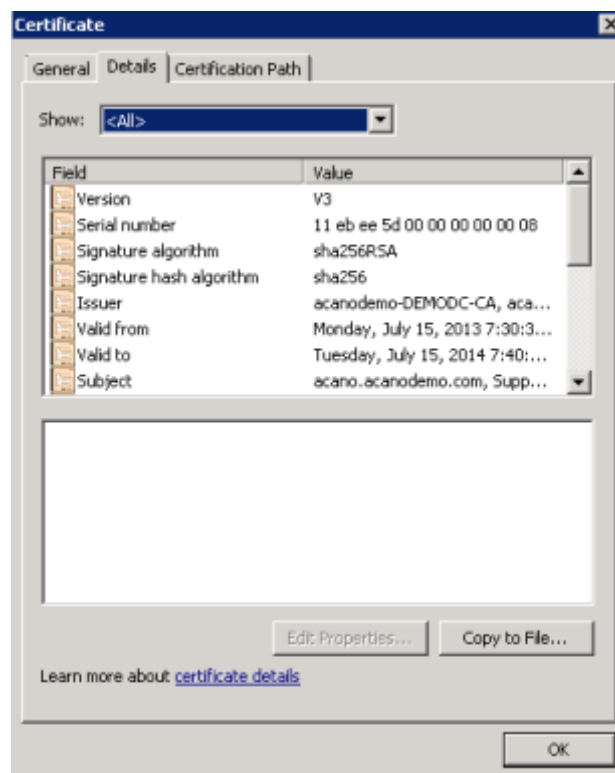 Certificate
General Details Certification Path
Show: <All>
Field Value
Version V3
Serial number 11 eb ee 5d 00 00 00 00 00 08
Signature algorithm sha256RSA
Signature hash algorithm sha256
Issuer acanodemo-DEMODC-CA, aca...
Valid from Monday, July 15, 2013 7:30:3...
Valid to Tuesday, July 15, 2014 7:40:...
Subject acano.acanodemo.com, Supp...
Edit Properties... Copy to File...
Learn more about certificate details
OK